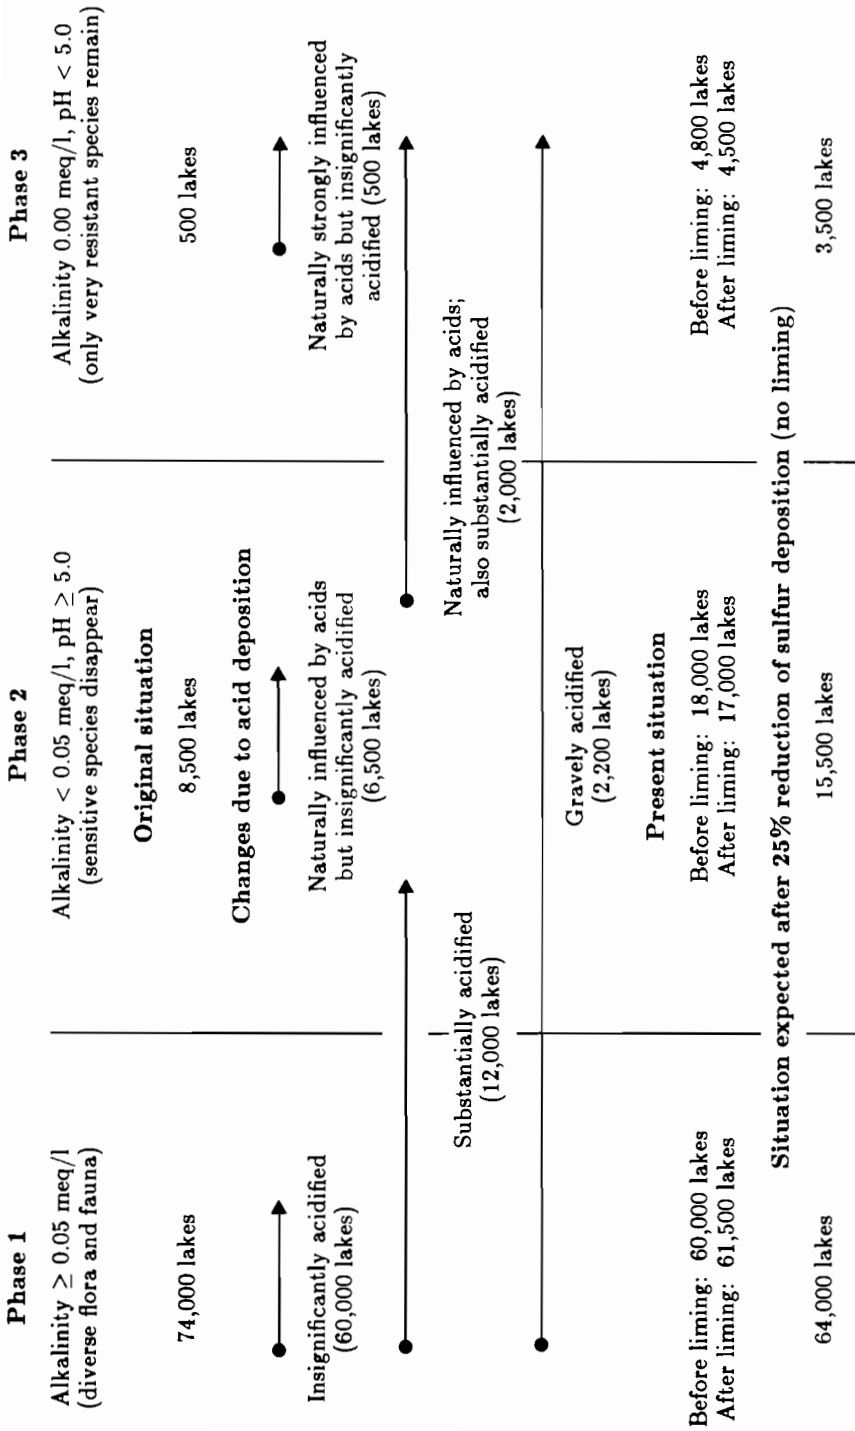 Phase 1
Phase 2
Phase 3
Alkalinity ≥ 0.05 meq/l
(diverse flora and fauna)
Alkalinity < 0.05 meq/l, pH ≥ 5.0
(sensitive species disappear)
Alkalinity 0.00 meq/l, pH < 5.0
(only very resistant species remain)
Original situation
74,000 lakes
8,500 lakes
500 lakes
Changes due to acid deposition
Insignificantly acidified
(60,000 lakes)
Naturally influenced by acids
but insignificantly acidified
(6,500 lakes)
Naturally strongly influenced
by acids but insignificantly
acidified (500 lakes)
Substantially acidified
(12,000 lakes)
Naturally influenced by acids;
also substantially acidified
(2,000 lakes)
Gravely acidified
(2,200 lakes)
Present situation
Before liming: 60,000 lakes
After liming: 61,500 lakes
Before liming: 18,000 lakes
After liming: 17,000 lakes
Before liming: 4,800 lakes
After liming: 4,500 lakes
Situation expected after 25% reduction of sulfur deposition (no liming)
64,000 lakes
15,500 lakes
3,500 lakes